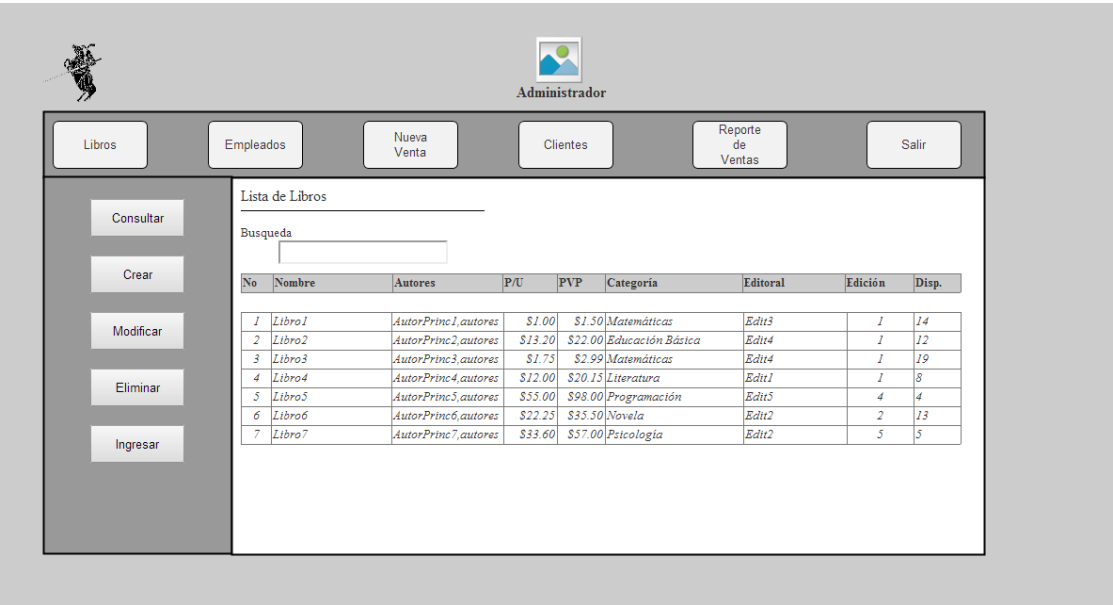 Administrador
Libros
Empleados
Nueva
Venta
Clientes
Reporte
de
Ventas
Salir
Consultar
Crear
Modificar
Eliminar
Ingresar
Lista de Libros
Busqueda
No Nombre Autores P/U PVP Categoría Editoral Edición Disp.
1 Libro1 AutorPrinc1,autores $1.00 $1.50 Matemáticas Edit3 1 14
2 Libro2 AutorPrinc2,autores $13.20 $22.00 Educación Básica Edit4 1 12
3 Libro3 AutorPrinc3,autores $1.75 $2.99 Matemáticas Edit4 1 19
4 Libro4 AutorPrinc4,autores $12.00 $20.15 Literatura Edit1 1 8
5 Libro5 AutorPrinc5,autores $55.00 $98.00 Programación Edit5 4 4
6 Libro6 AutorPrinc6,autores $22.25 $35.50 Novela Edit2 2 13
7 Libro7 AutorPrinc7,autores $33.60 $57.00 Psicología Edit2 5 5